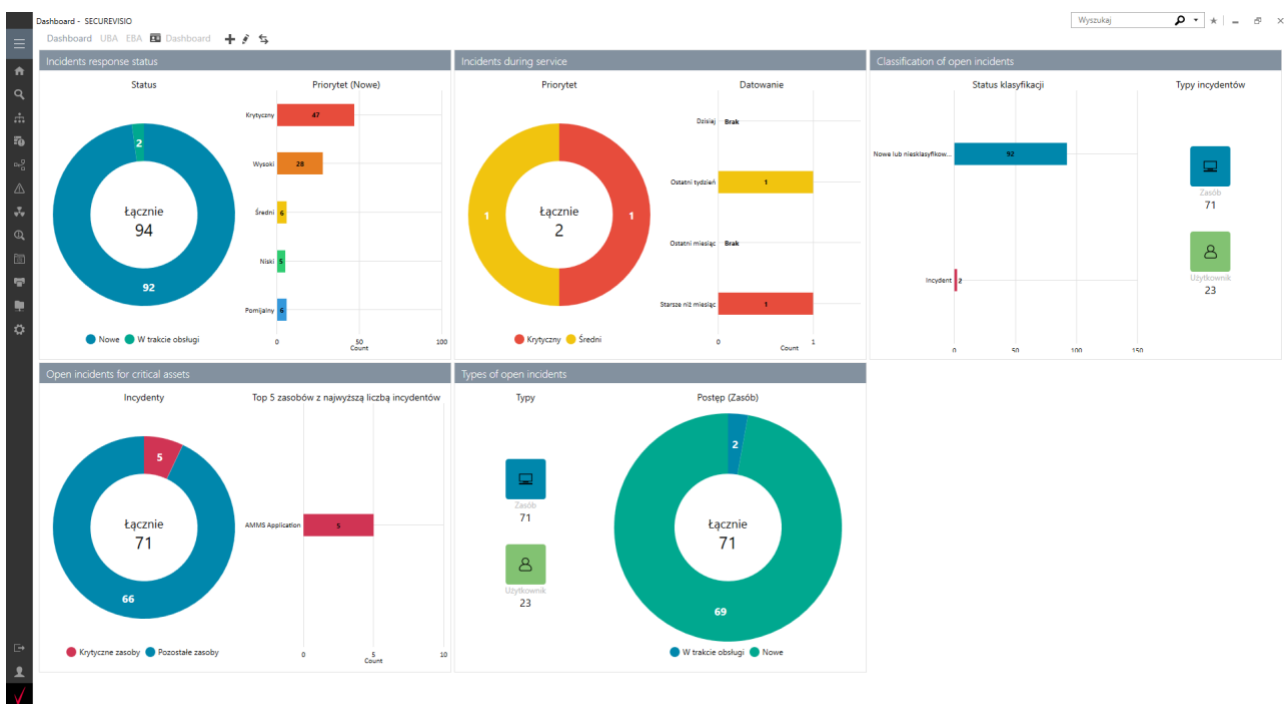 Dashboard - SECUREVISIO
Wyszukaj
Dashboard UBA EBA Dashboard
Incidents response status
Status
Priorytet (Nowe)
2
Łącznie
94
92
Nowe W trakcie obsługi
Krytyczny 47
Wysoki 28
Średni 6
Niski 5
Pomijalny 6
0 50 100
Count
Incidents during service
Priorytet
Datowanie
1
Łącznie
2
1
Krytyczny Średni
Dzisiaj Brak
Ostatni tydzień 1
Ostatni miesiąc Brak
Starsze niż miesiąc 1
0 1
Count
Classification of open incidents
Status klasyfikacji
Typy incydentów
Nowe lub niesklasyfikow... 92
Incydent 2
0 50 100 150
Zasób
71
Użytkownik
23
Open incidents for critical assets
Incydenty
Top 5 zasobów z najwyższą liczbą incydentów
5
Łącznie
71
66
Krytyczne zasoby Pozostałe zasoby
AMMS Application 5
0 5 10
Count
Types of open incidents
Typy
Postęp (Zasób)
Zasób
71
Użytkownik
23
2
Łącznie
71
69
W trakcie obsługi Nowe